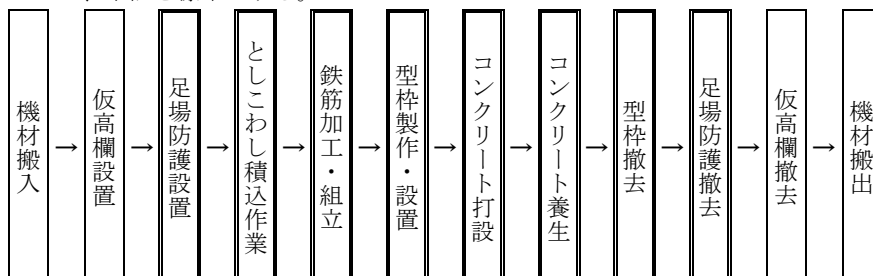 機材搬入
→
仮高欄設置
→
足場防護設置
→
としこわし積込作業
→
鉄筋加工・組立
→
型枠製作・設置
→
コンクリート打設
→
コンクリート養生
→
型枠撤去
→
足場防護撤去
→
仮高欄撤去
→
機材搬出